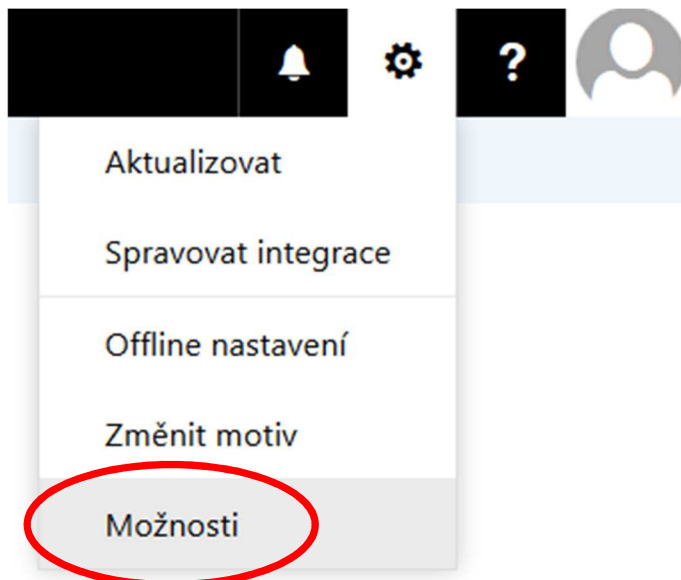 ?
Aktualizovat
Spravovat integrace
Offline nastavení
Změnit motiv
Možnosti